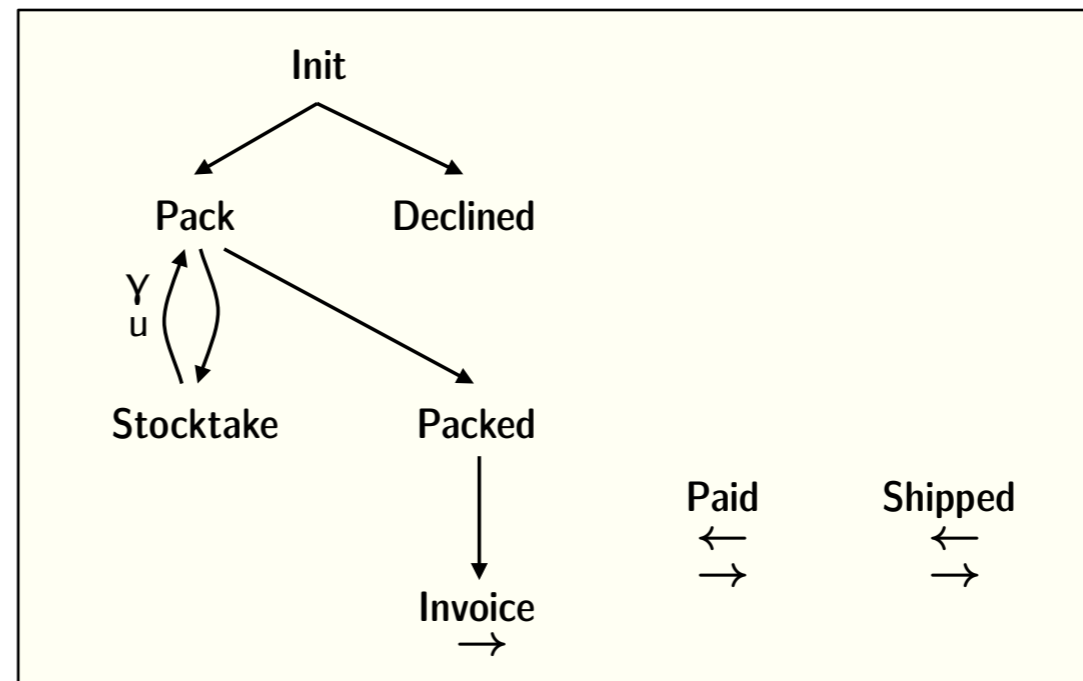 Init
Pack Declined
γ
u
Stocktake Packed
Paid Shipped
← ←
→ →
Invoice
→